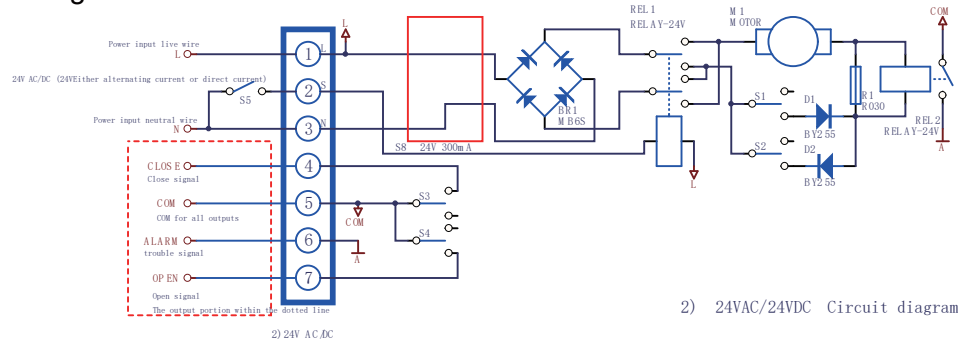 REL1
RELAY-24V
M1
MOTOR
COM
L
Power input live wire
L
1
L
24V AC/DC (24VEither alternating current or direct current)
S5
2
S
Power input neutral wire
N
3
N
BR1
MB6S
S1
D1
BY255
R1
R030
REL2
RELAY-24V
A
S8 24V 300mA
S2
D2
BY255
L
CLOSE
Close signal
4
COM
COM for all outputs
5
COM
S3
ALARM
trouble signal
6
A
S4
OPEN
Open signal
7
The output portion within the dotted line
2)24V AC/DC
2) 24VAC/24VDC Circuit diagram